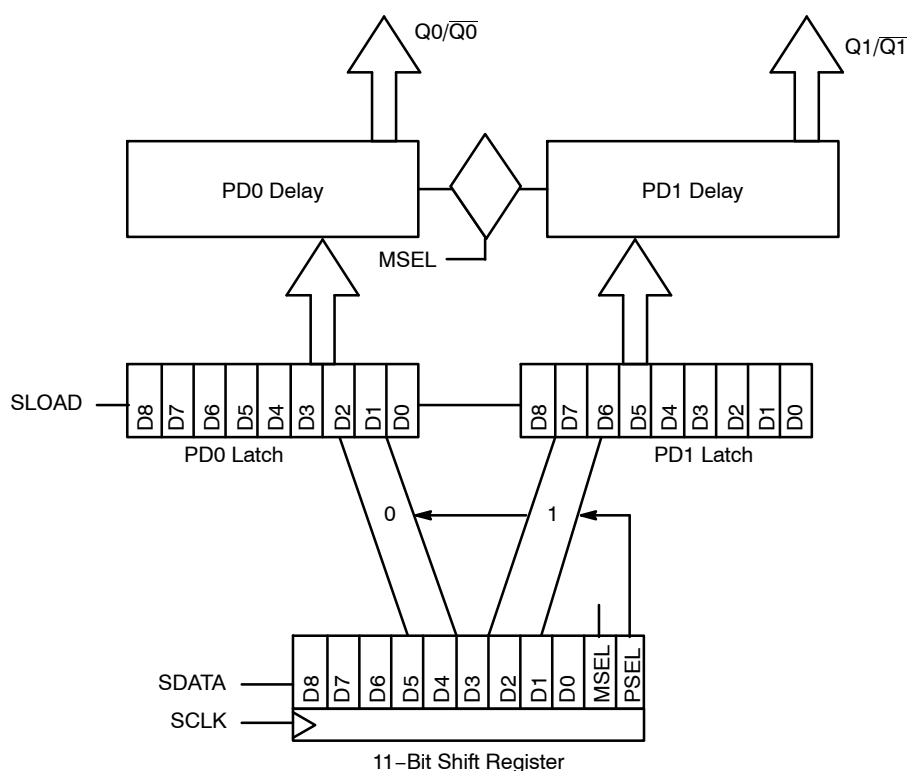 Q0/Q̅0̅
Q1/Q̅1̅
PD0 Delay
PD1 Delay
MSEL
SLOAD
D8
D7
D6
D5
D4
D3
D2
D1
D0
D8
D7
D6
D5
D4
D3
D2
D1
D0
PD0 Latch
PD1 Latch
0
1
SDATA
D8
D7
D6
D5
D4
D3
D2
D1
D0
MSEL
PSEL
SCLK
11−Bit Shift Register